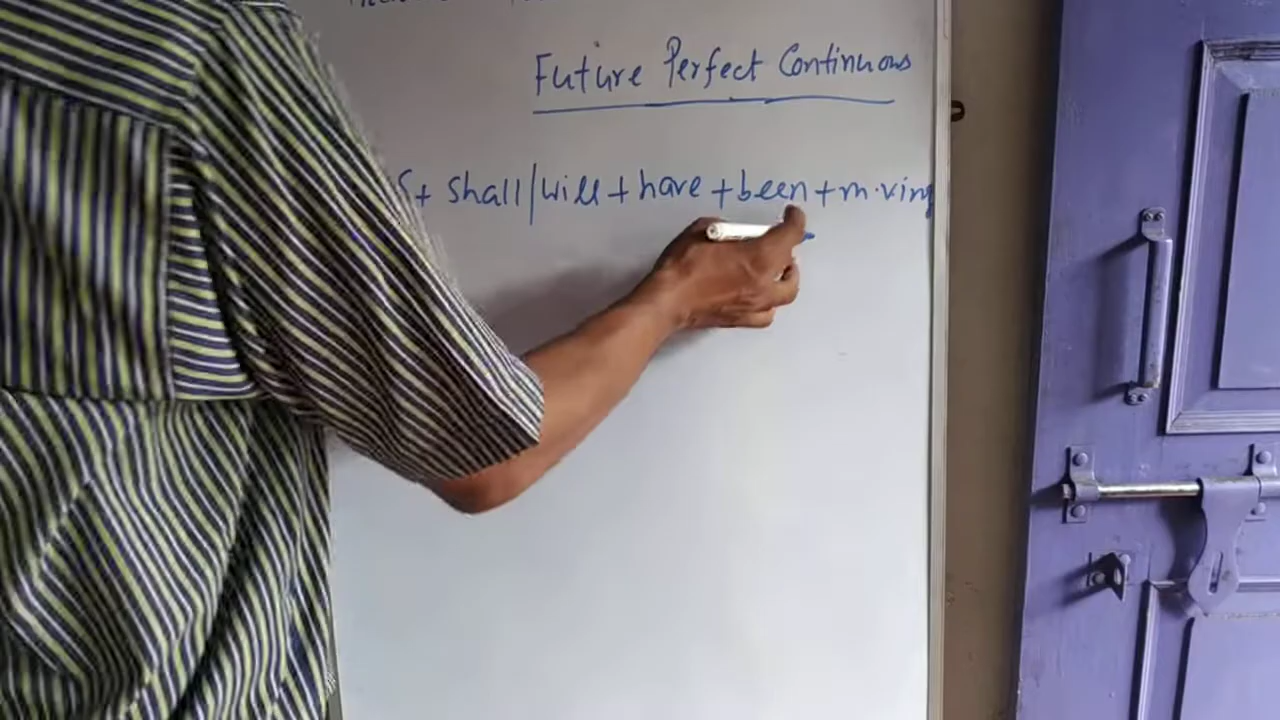 Future Perfect Continuous
S+ shall/will + have + been + m.ving